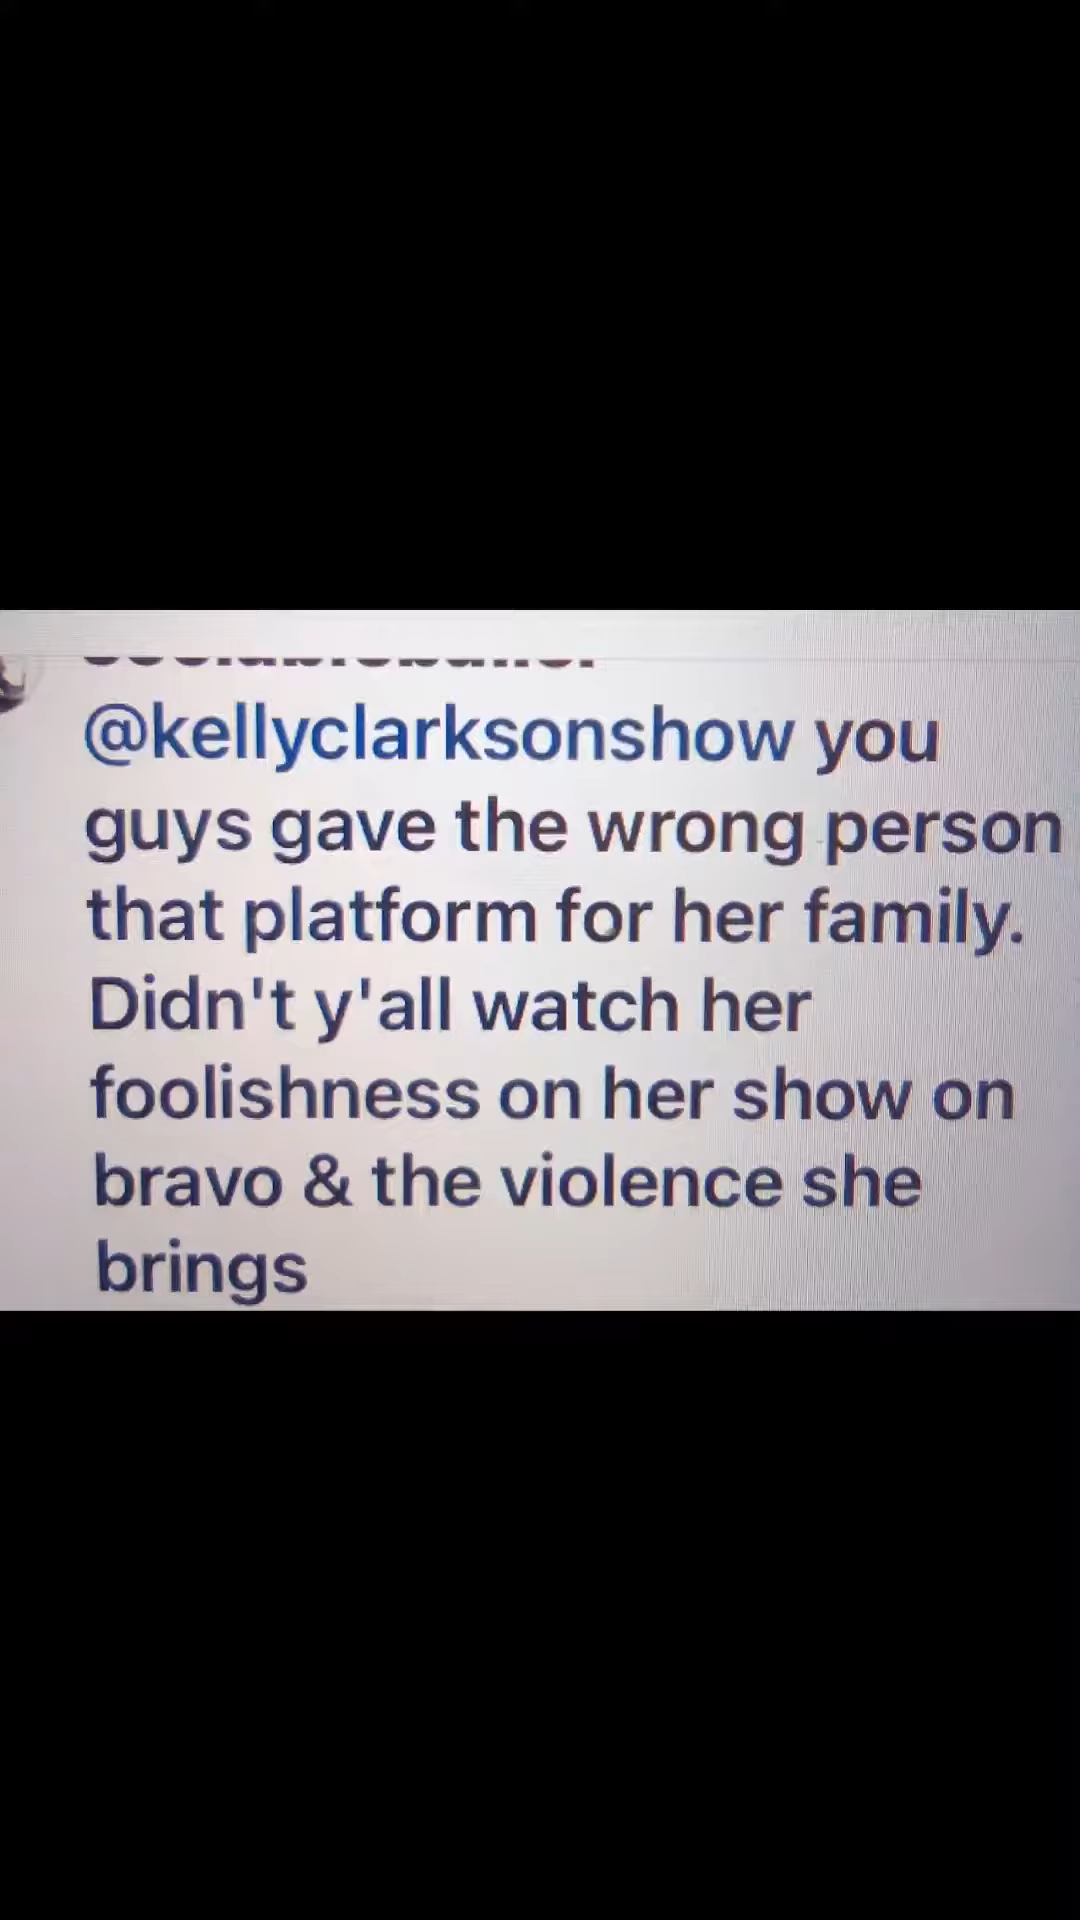 @kellyclarksonshow you
guys gave the wrong person
that platform for her family.
Didn't y'all watch her
foolishness on her show on
bravo & the violence she
brings